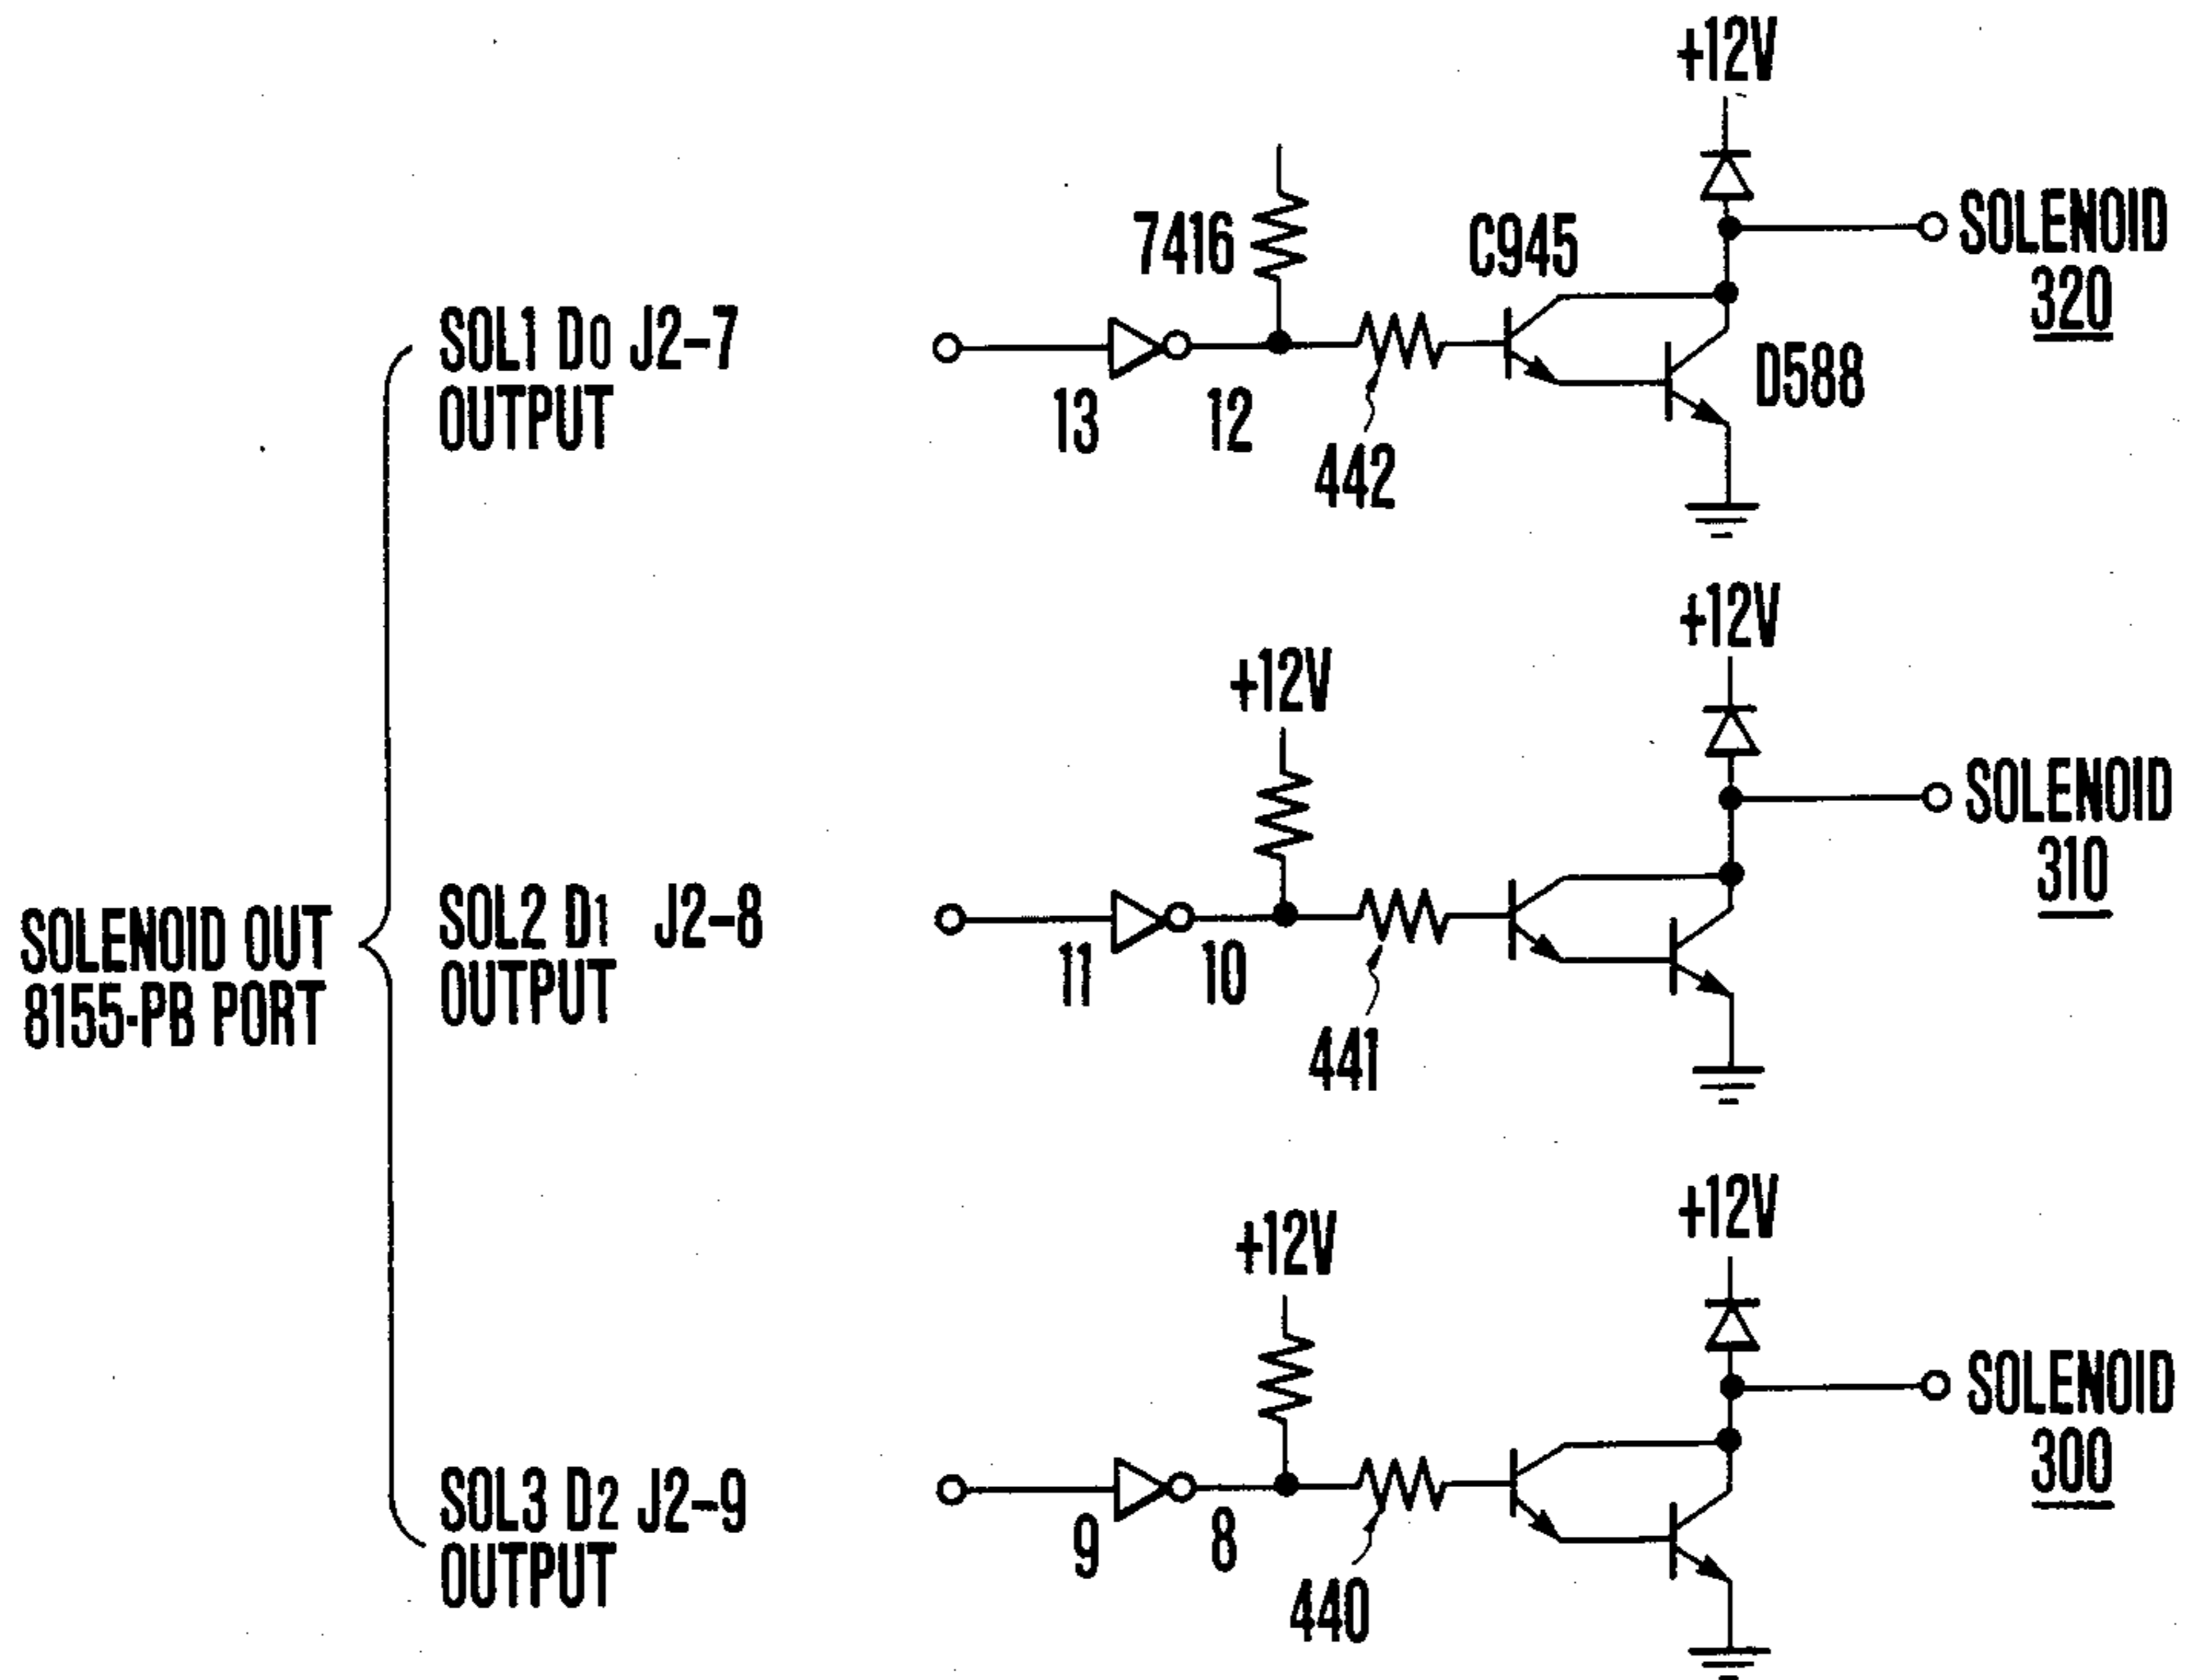 +12V
7416
C945
SOLENOID
320
SOL1 D0 J2-7
OUTPUT
D588
13
12
442
+12V
+12V
SOLENOID
310
SOL2 D1 J2-8
OUTPUT
11
10
441
SOLENOID OUT
8155-PB PORT
+12V
+12V
SOLENOID
300
SOL3 D2 J2-9
OUTPUT
9
8
440